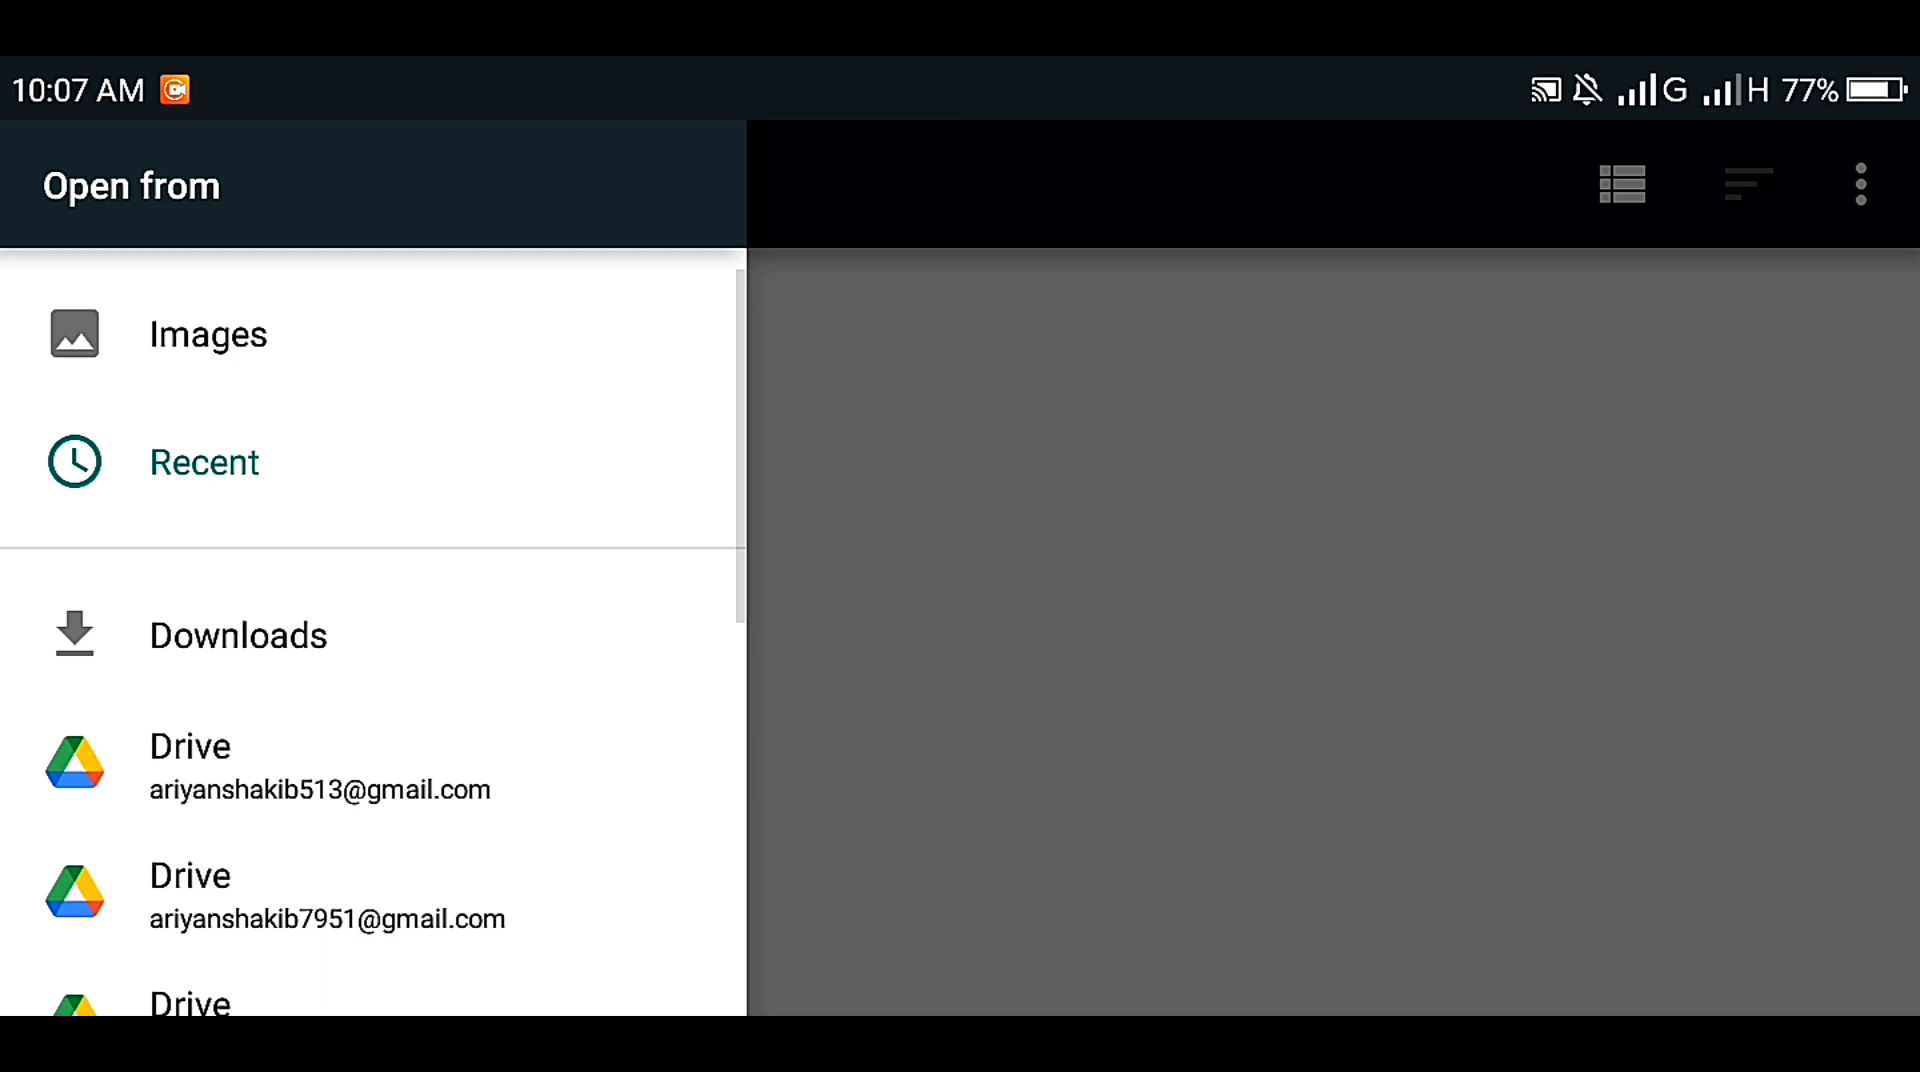 10:07 AM G H 77%
Open from
Images
Recent
Downloads
Drive
ariyanshakib513@gmail.com
Drive
ariyanshakib7951@gmail.com
Drive